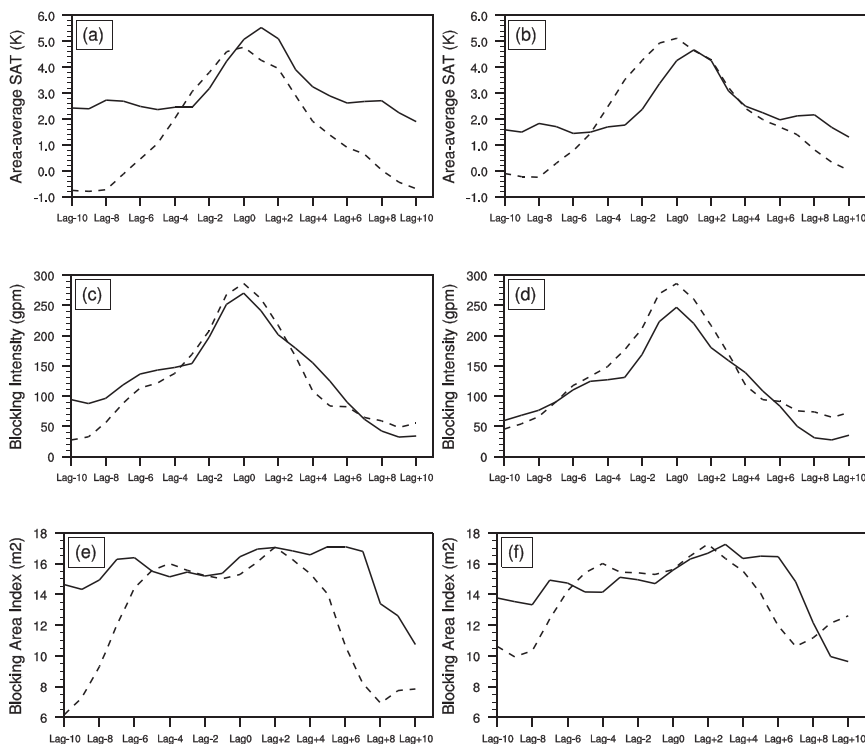 (a)
Area-average SAT (K)
6.0
5.0
4.0
3.0
2.0
1.0
0.0
-1.0
Lag-10 Lag-8 Lag-6 Lag-4 Lag-2 Lag0 Lag+2 Lag+4 Lag+6 Lag+8 Lag+10
(b)
Area-average SAT (K)
6.0
5.0
4.0
3.0
2.0
1.0
0.0
-1.0
Lag-10 Lag-8 Lag-6 Lag-4 Lag-2 Lag0 Lag+2 Lag+4 Lag+6 Lag+8 Lag+10
(c)
Blocking Intensity (gpm)
300
250
200
150
100
50
0
Lag-10 Lag-8 Lag-6 Lag-4 Lag-2 Lag0 Lag+2 Lag+4 Lag+6 Lag+8 Lag+10
(d)
Blocking Intensity (gpm)
300
250
200
150
100
50
0
Lag-10 Lag-8 Lag-6 Lag-4 Lag-2 Lag0 Lag+2 Lag+4 Lag+6 Lag+8 Lag+10
(e)
Blocking Area Index (m2)
18
16
14
12
10
8
6
Lag-10 Lag-8 Lag-6 Lag-4 Lag-2 Lag0 Lag+2 Lag+4 Lag+6 Lag+8 Lag+10
(f)
Blocking Area Index (m2)
18
16
14
12
10
8
6
Lag-10 Lag-8 Lag-6 Lag-4 Lag-2 Lag0 Lag+2 Lag+4 Lag+6 Lag+8 Lag+10